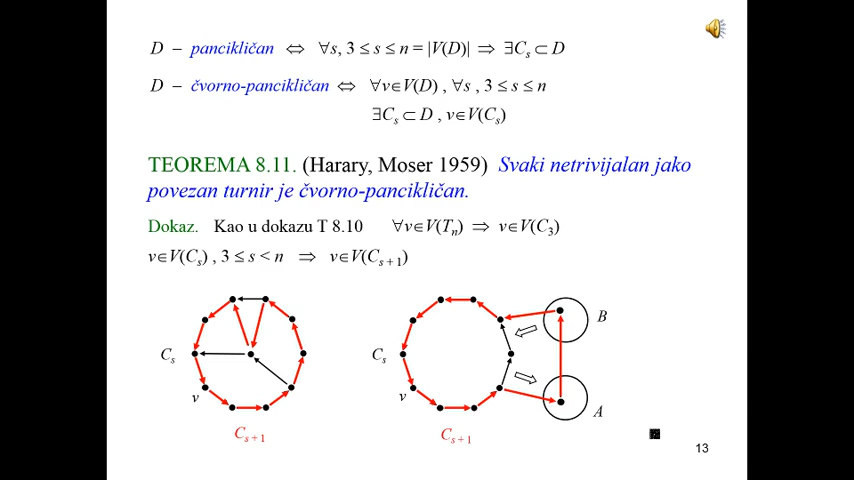 D – pancikličan ⇔ ∀s, 3 ≤ s ≤ n = |V(D)| ⇒ ∃Cₛ ⊂ D
D – čvorno-pancikličan ⇔ ∀v∈V(D) , ∀s , 3 ≤ s ≤ n
∃Cₛ ⊂ D , v∈V(Cₛ)
TEOREMA 8.11. (Harary, Moser 1959) Svaki netrivijalan jako
povezan turnir je čvorno-pancikličan.
Dokaz. Kao u dokazu T 8.10 ∀v∈V(Tₙ) ⇒ v∈V(C₃)
v∈V(Cₛ) , 3 ≤ s < n ⇒ v∈V(Cₛ₊₁)
B
Cₛ Cₛ
v v
A
Cₛ₊₁ Cₛ₊₁
13